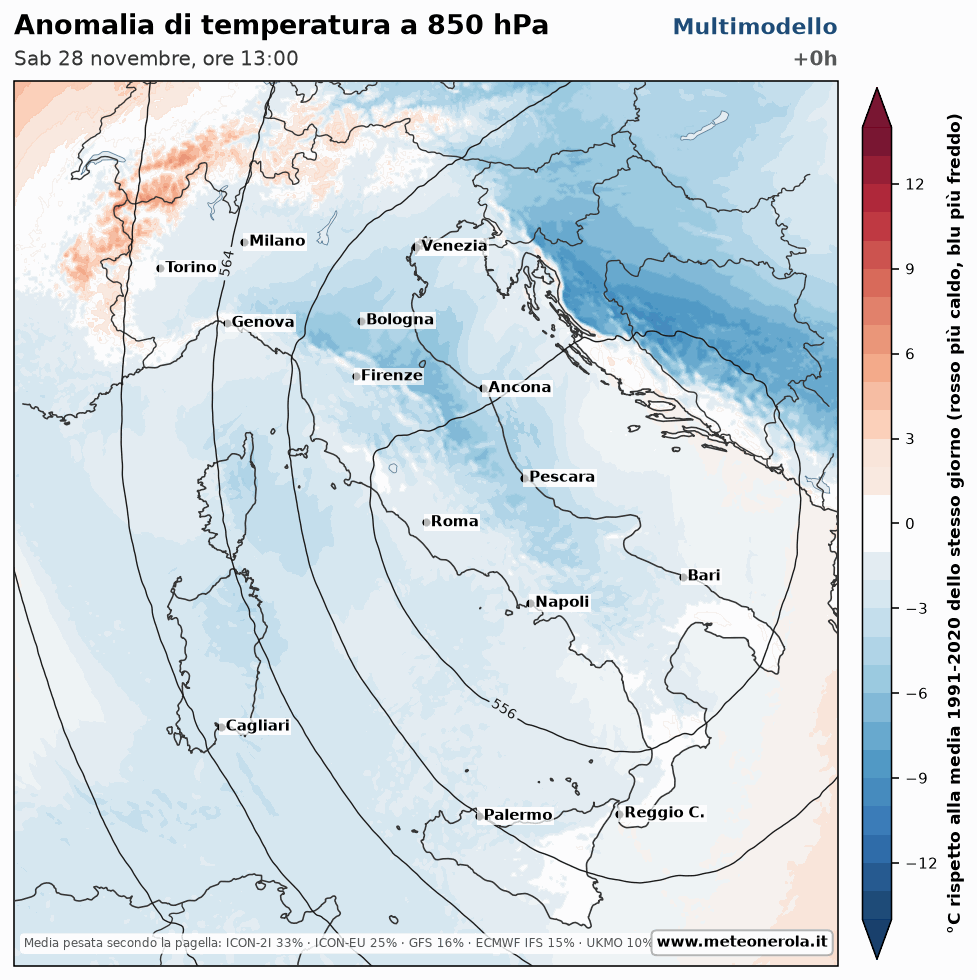 Anomalia di temperatura a 850 hPa
Multimodello
Sab 28 novembre, ore 13:00
+0h
Milano
Venezia
Torino
564
Genova
Bologna
Firenze
Ancona
Pescara
Roma
Bari
Napoli
556
Cagliari
Palermo
Reggio C.
Media pesata secondo la pagella: ICON-2I 33% · ICON-EU 25% · GFS 16% · ECMWF IFS 15% · UKMO 10%
www.meteonerola.it
12
9
6
3
0
−3
−6
−9
−12
°C rispetto alla media 1991-2020 dello stesso giorno (rosso più caldo, blu più freddo)